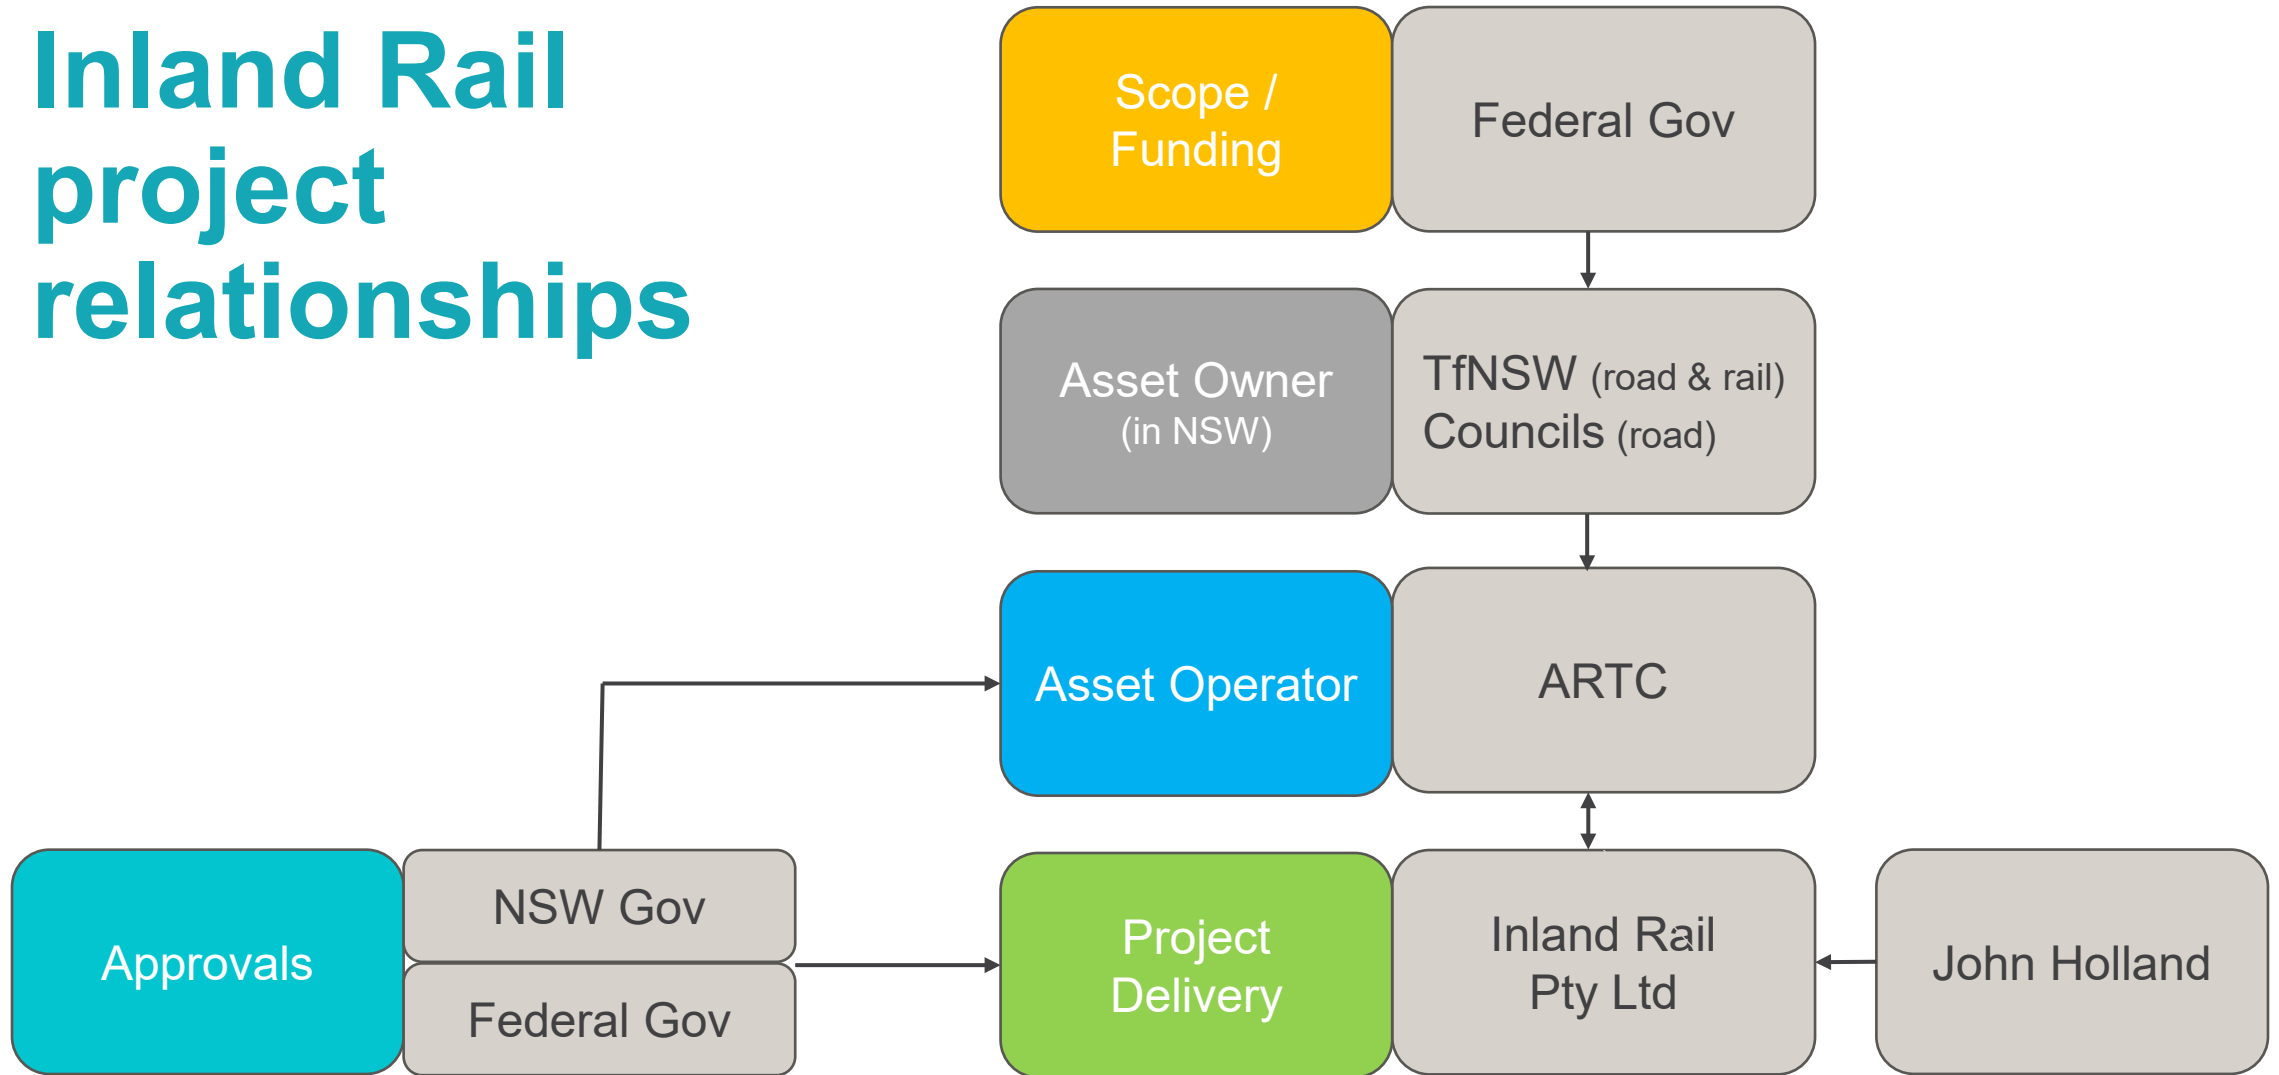 Inland Rail
project
relationships
Scope /
Funding
Federal Gov
Asset Owner
(in NSW)
TfNSW (road & rail)
Councils (road)
Asset Operator
ARTC
Approvals
NSW Gov
Federal Gov
Project
Delivery
Inland Rail
Pty Ltd
John Holland